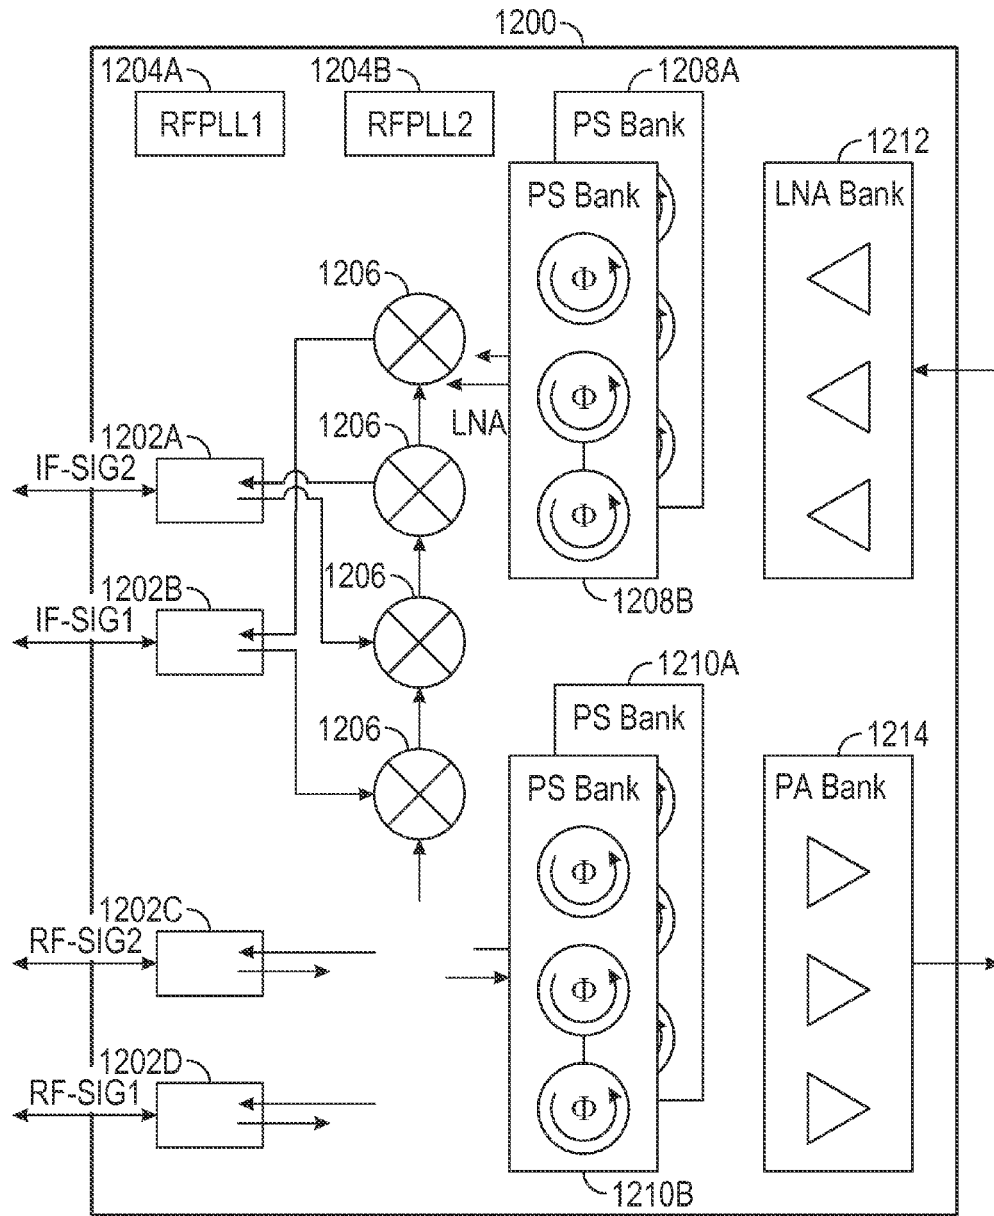 1200
1204A
1204B
1208A
RFPLL1
RFPLL2
PS Bank
1212
PS Bank
LNA Bank
Φ
1206
Φ
LNA
1206
1202A
IF-SIG2
Φ
1206
1202B
1208B
IF-SIG1
1210A
1206
PS Bank
1214
PS Bank
PA Bank
Φ
1202C
RF-SIG2
Φ
1202D
RF-SIG1
Φ
1210B